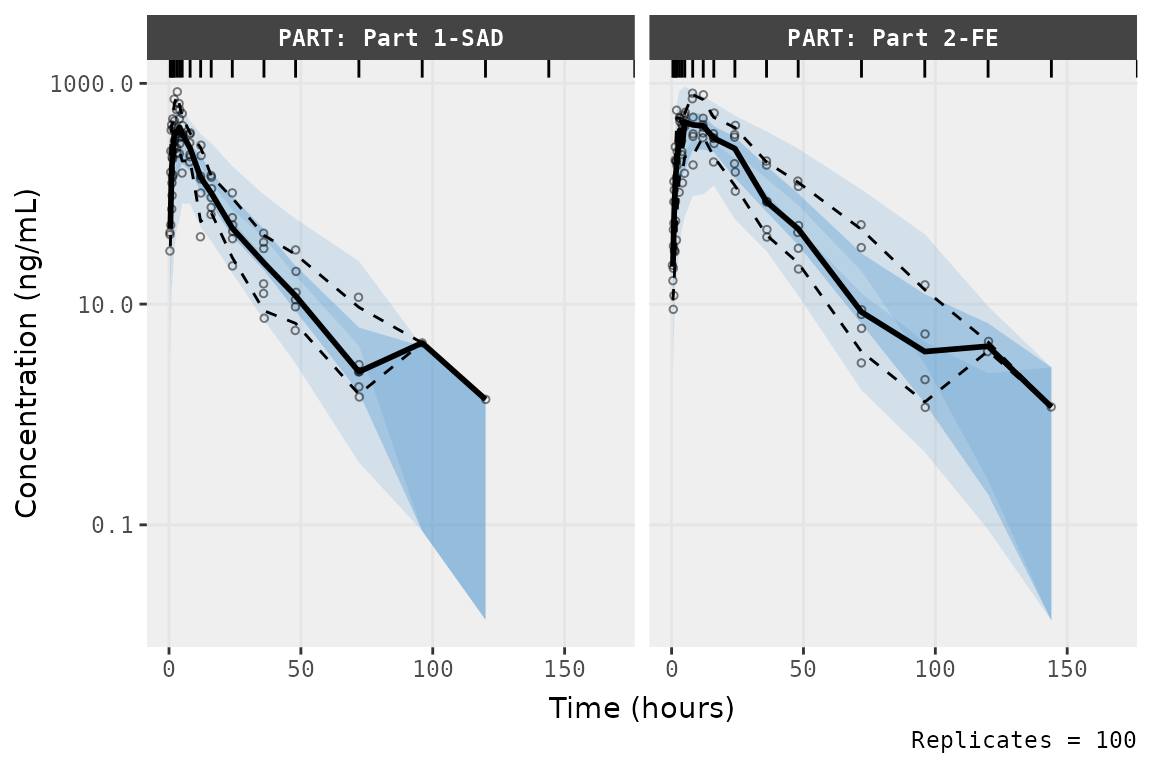 PART: Part 1-SAD
PART: Part 2-FE
1000.0
10.0
0.1
Concentration (ng/mL)
0 50 100 150
0 50 100 150
Time (hours)
Replicates = 100